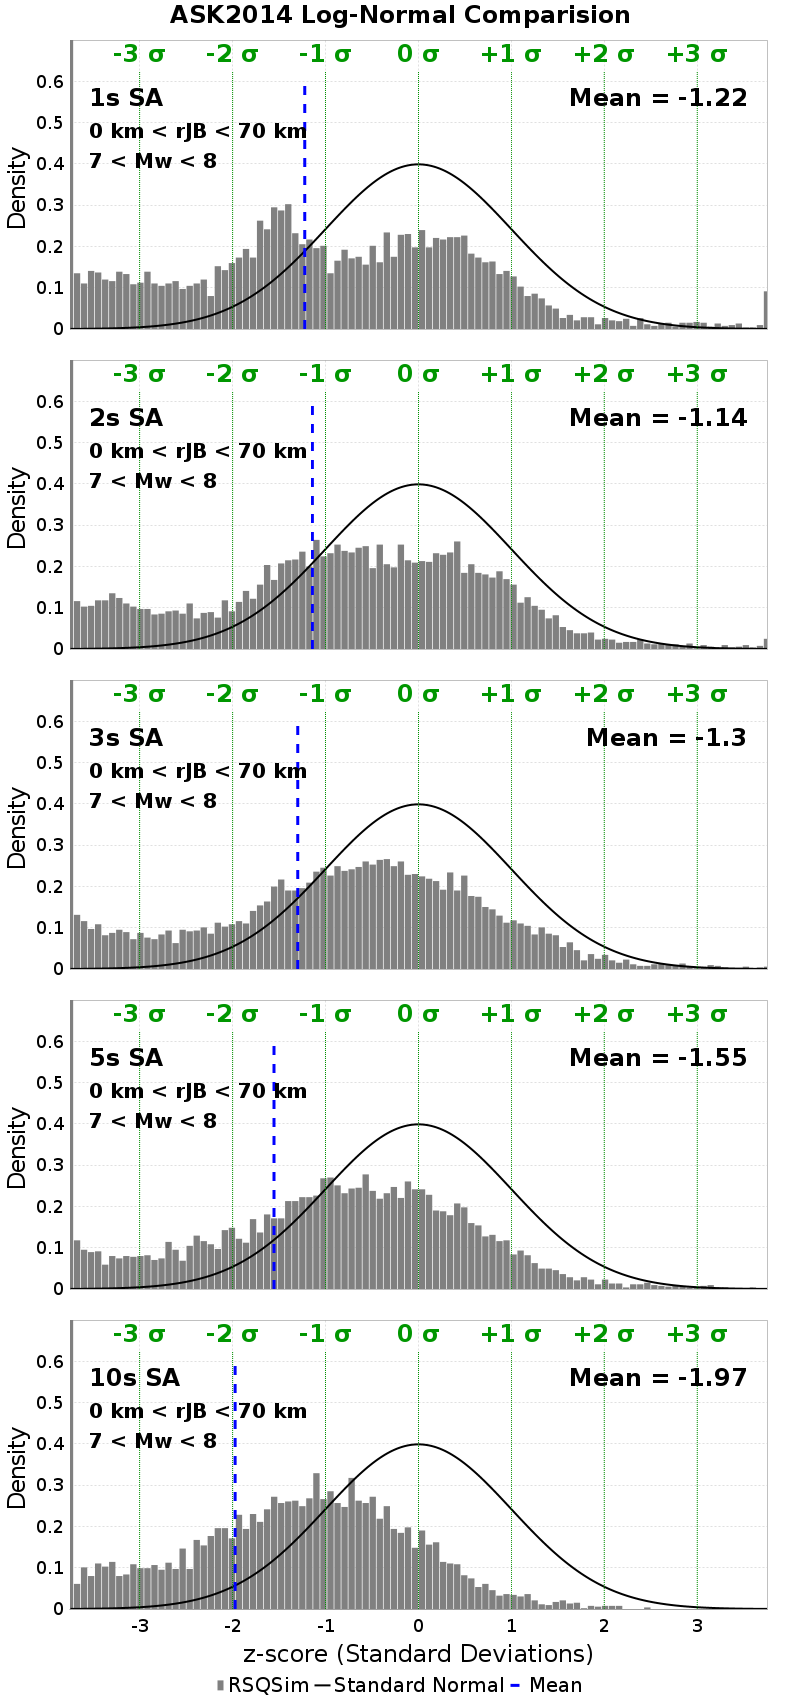 ASK2014 Log-Normal Comparision
-3 σ -2 σ -1 σ 0 σ +1 σ +2 σ +3 σ
0.6
1s SA Mean = -1.22
0.5
0 km < rJB < 70 km
7 < Mw < 8
0.4
0.3
0.2
0.1
0
Density
-3 σ -2 σ -1 σ 0 σ +1 σ +2 σ +3 σ
0.6
2s SA Mean = -1.14
0.5
0 km < rJB < 70 km
7 < Mw < 8
0.4
0.3
0.2
0.1
0
Density
-3 σ -2 σ -1 σ 0 σ +1 σ +2 σ +3 σ
0.6
3s SA Mean = -1.3
0.5
0 km < rJB < 70 km
7 < Mw < 8
0.4
0.3
0.2
0.1
0
Density
-3 σ -2 σ -1 σ 0 σ +1 σ +2 σ +3 σ
0.6
5s SA Mean = -1.55
0.5
0 km < rJB < 70 km
7 < Mw < 8
0.4
0.3
0.2
0.1
0
Density
-3 σ -2 σ -1 σ 0 σ +1 σ +2 σ +3 σ
0.6
10s SA Mean = -1.97
0.5
0 km < rJB < 70 km
7 < Mw < 8
0.4
0.3
0.2
0.1
0
Density
-3 -2 -1 0 1 2 3
z-score (Standard Deviations)
RSQSim Standard Normal Mean